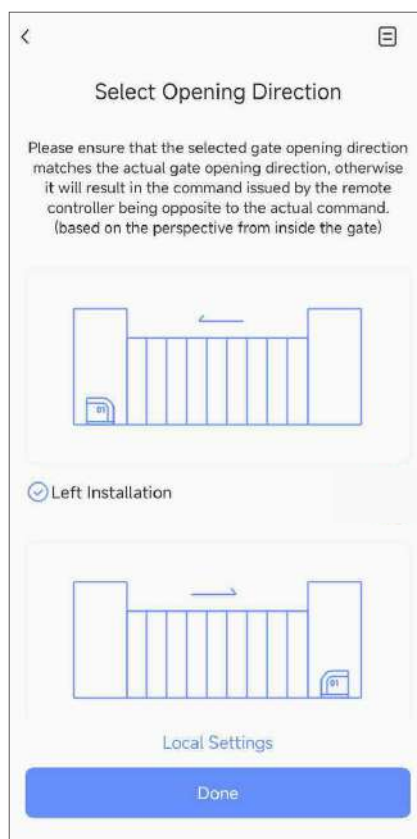 Select Opening Direction
Please ensure that the selected gate opening direction
matches the actual gate opening direction, otherwise
it will result in the command issued by the remote
controller being opposite to the actual command.
(based on the perspective from inside the gate)
01
Left Installation
01
Local Settings
Done